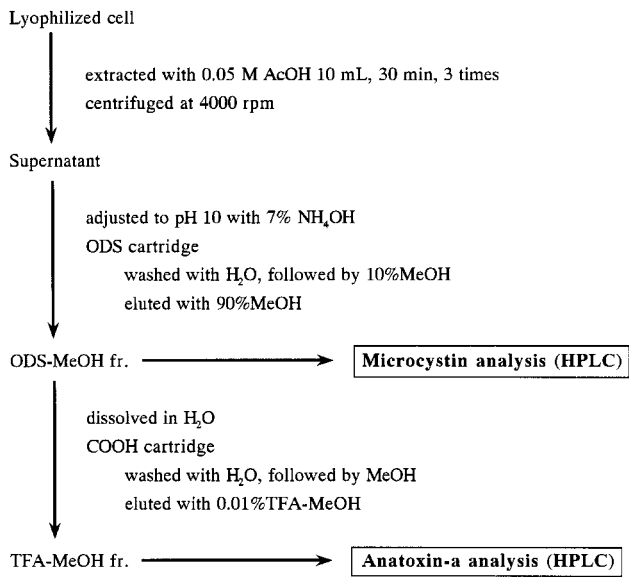 Lyophilized cell
extracted with 0.05 M AcOH 10 mL, 30 min, 3 times
centrifuged at 4000 rpm
Supernatant
adjusted to pH 10 with 7% NH₄OH
ODS cartridge
washed with H₂O, followed by 10%MeOH
eluted with 90%MeOH
ODS-MeOH fr.
Microcystin analysis (HPLC)
dissolved in H₂O
COOH cartridge
washed with H₂O, followed by MeOH
eluted with 0.01%TFA-MeOH
TFA-MeOH fr.
Anatoxin-a analysis (HPLC)